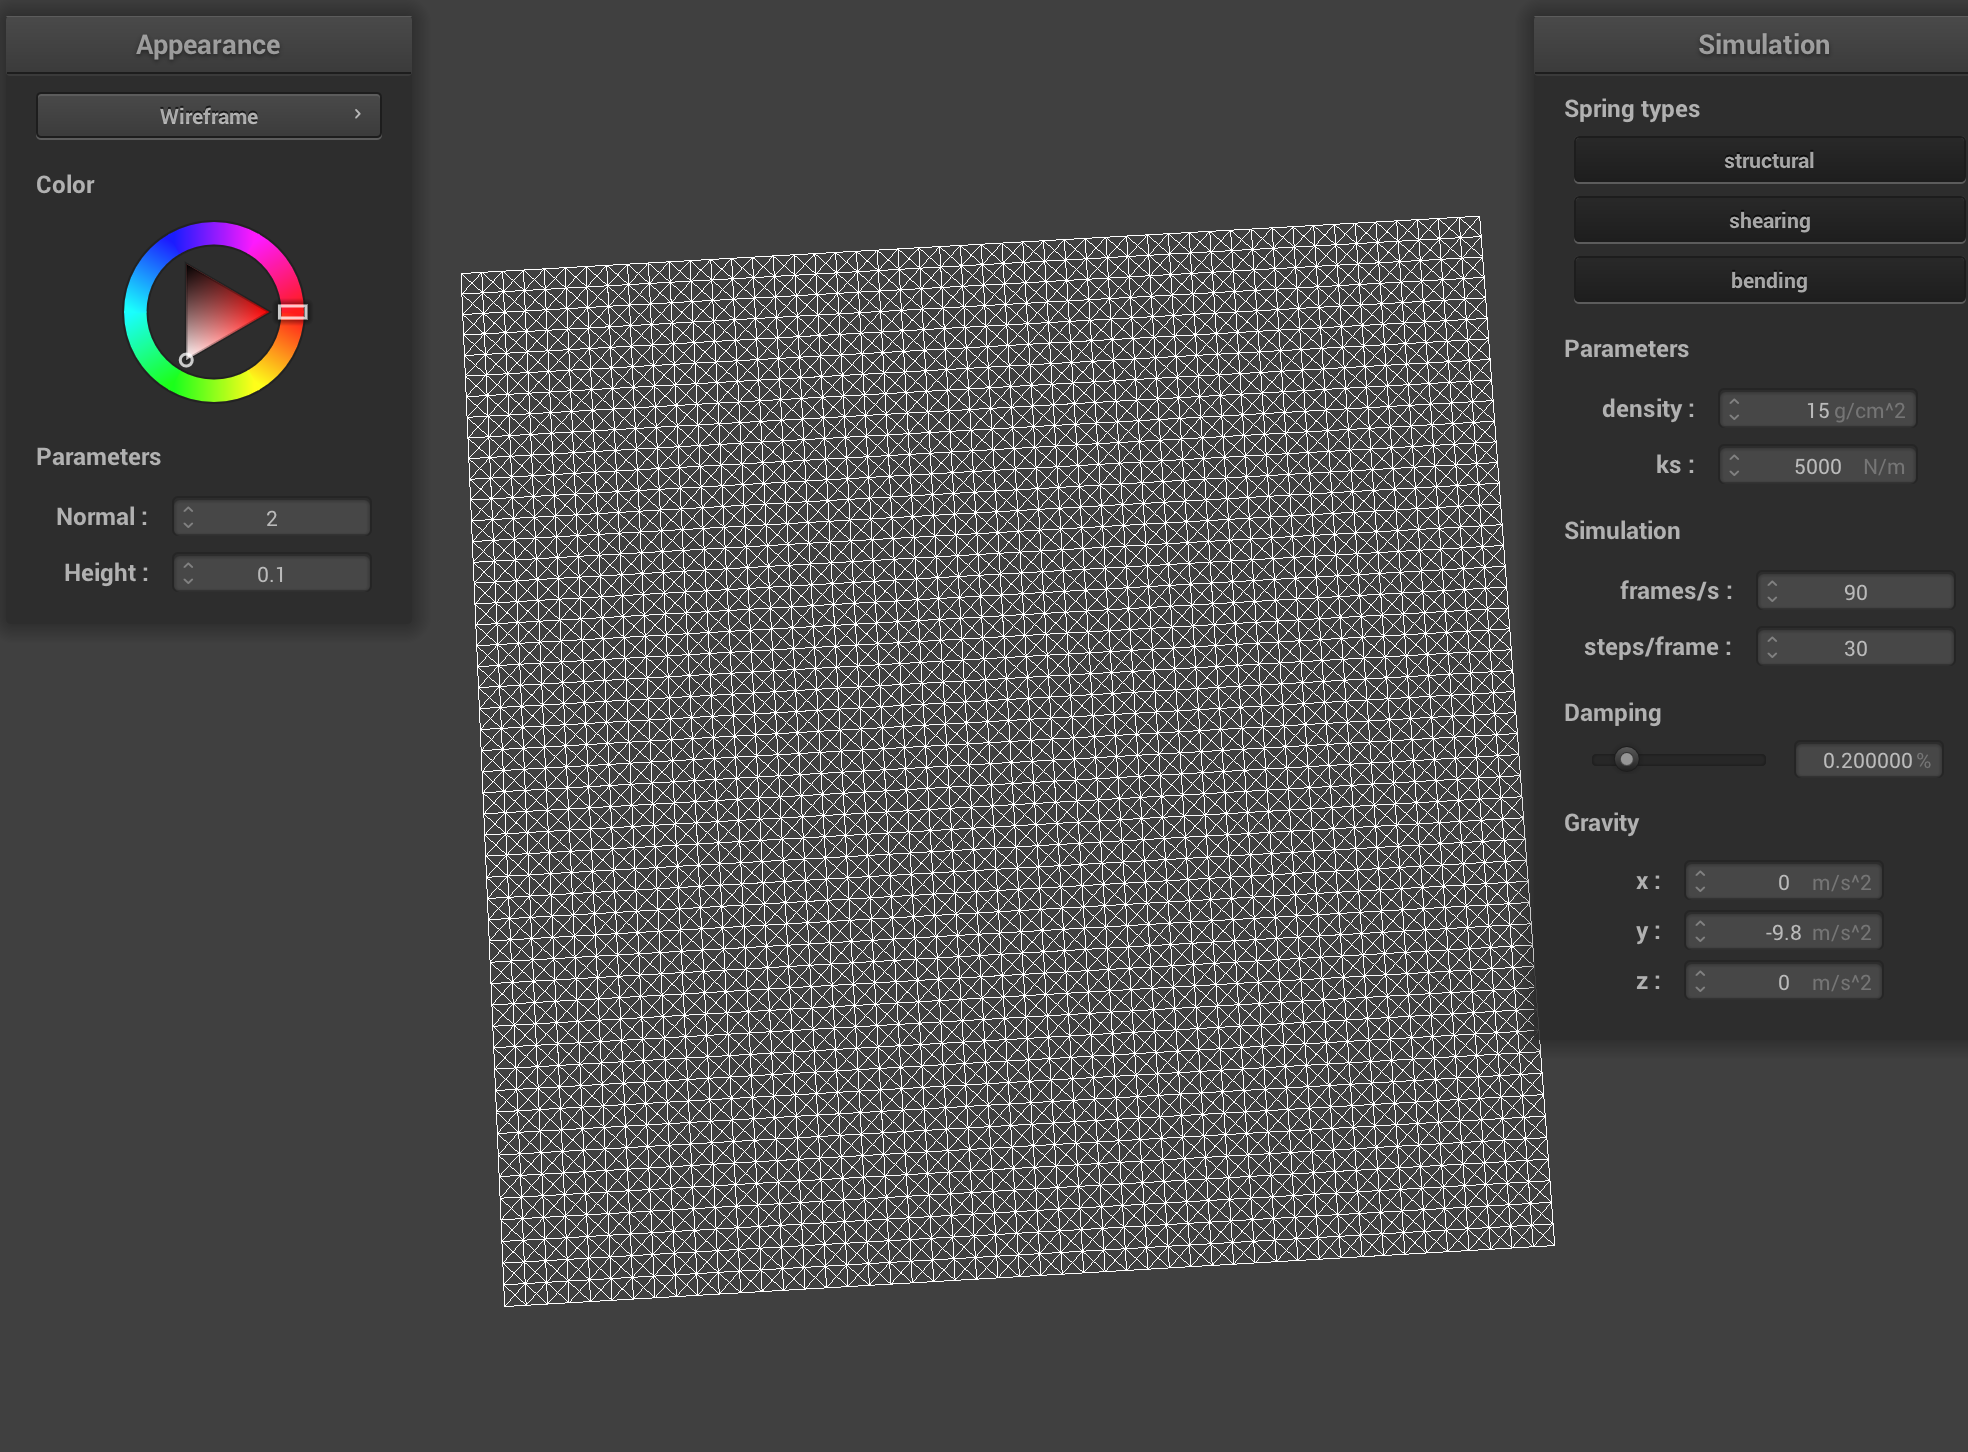 Appearance
Wireframe
Color
Parameters
Normal : 2
Height : 0.1
Simulation
Spring types
structural
shearing
bending
Parameters
density : 15 g/cm^2
ks : 5000 N/m
Simulation
frames/s : 90
steps/frame : 30
Damping
0.200000 %
Gravity
x : 0 m/s^2
y : -9.8 m/s^2
z : 0 m/s^2